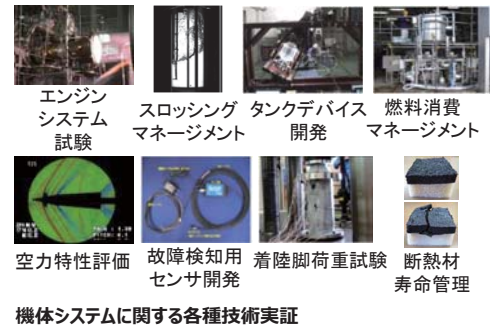 エンジン
システム
試験
スロッシング
マネージメント
タンクデバイス
開発
燃料消費
マネージメント
空力特性評価
故障検知用
センサ開発
着陸脚荷重試験
断熱材
寿命管理
機体システムに関する各種技術実証